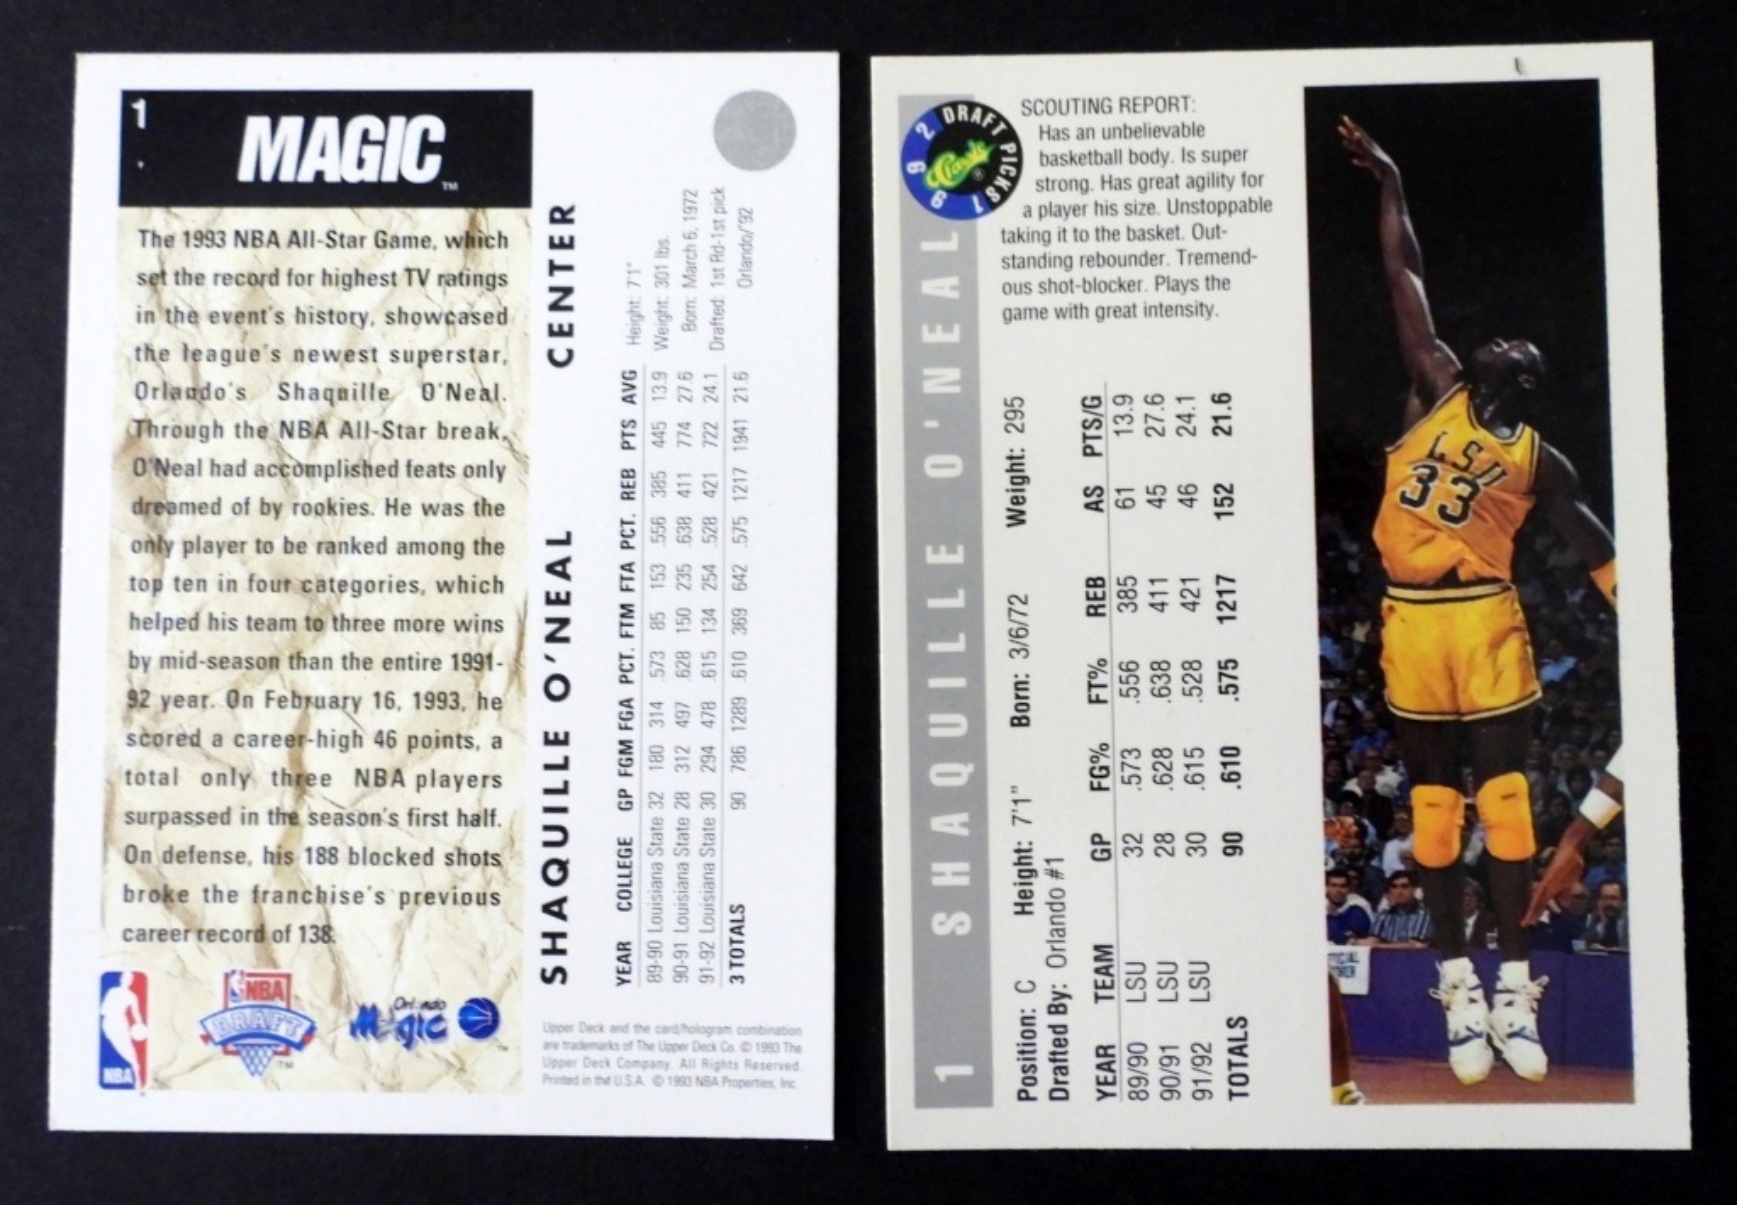 1
MAGIC™
The 1993 NBA All-Star Game, which
set the record for highest TV ratings
in the event's history, showcased
the league's newest superstar,
Orlando's Shaquille O'Neal.
Through the NBA All-Star break,
O'Neal had accomplished feats only
dreamed of by rookies. He was the
only player to be ranked among the
top ten in four categories, which
helped his team to three more wins
by mid-season than the entire 1991-
92 year. On February 16, 1993, he
scored a career-high 46 points, a
total only three NBA players
surpassed in the season's first half.
On defense, his 188 blocked shots
broke the franchise's previous
career record of 138.
NBA
NBA
DRAFT™
Orlando
Magic™
SHAQUILLE O'NEAL CENTER
Height: 7'1"
Weight: 301 lbs.
Born: March 6, 1972
Drafted: 1st Rd-1st pick
Orlando/'92
YEAR COLLEGE GP FGM FGA PCT. FTM FTA PCT. REB PTS AVG
89-90 Louisiana State 32 180 314 .573 85 153 .556 385 445 13.9
90-91 Louisiana State 28 312 497 .628 150 235 .638 411 774 27.6
91-92 Louisiana State 30 294 478 .615 134 254 .528 421 722 24.1
3 TOTALS 90 786 1289 .610 369 642 .575 1217 1941 21.6
Upper Deck and the card/hologram combination
are trademarks of The Upper Deck Co. © 1993 The
Upper Deck Company. All Rights Reserved.
Printed in the U.S.A. © 1993 NBA Properties, Inc.
1992 DRAFT PICKS
Classic®
1 SHAQUILLE O'NEAL
SCOUTING REPORT:
Has an unbelievable
basketball body. Is super
strong. Has great agility for
a player his size. Unstoppable
taking it to the basket. Out-
standing rebounder. Tremend-
ous shot-blocker. Plays the
game with great intensity.
Position: C Height: 7'1" Born: 3/6/72 Weight: 295
Drafted By: Orlando #1
YEAR TEAM GP FG% FT% REB AS PTS/G
89/90 LSU 32 .573 .556 385 61 13.9
90/91 LSU 28 .628 .638 411 45 27.6
91/92 LSU 30 .615 .528 421 46 24.1
TOTALS 90 .610 .575 1217 152 21.6
LSU
33